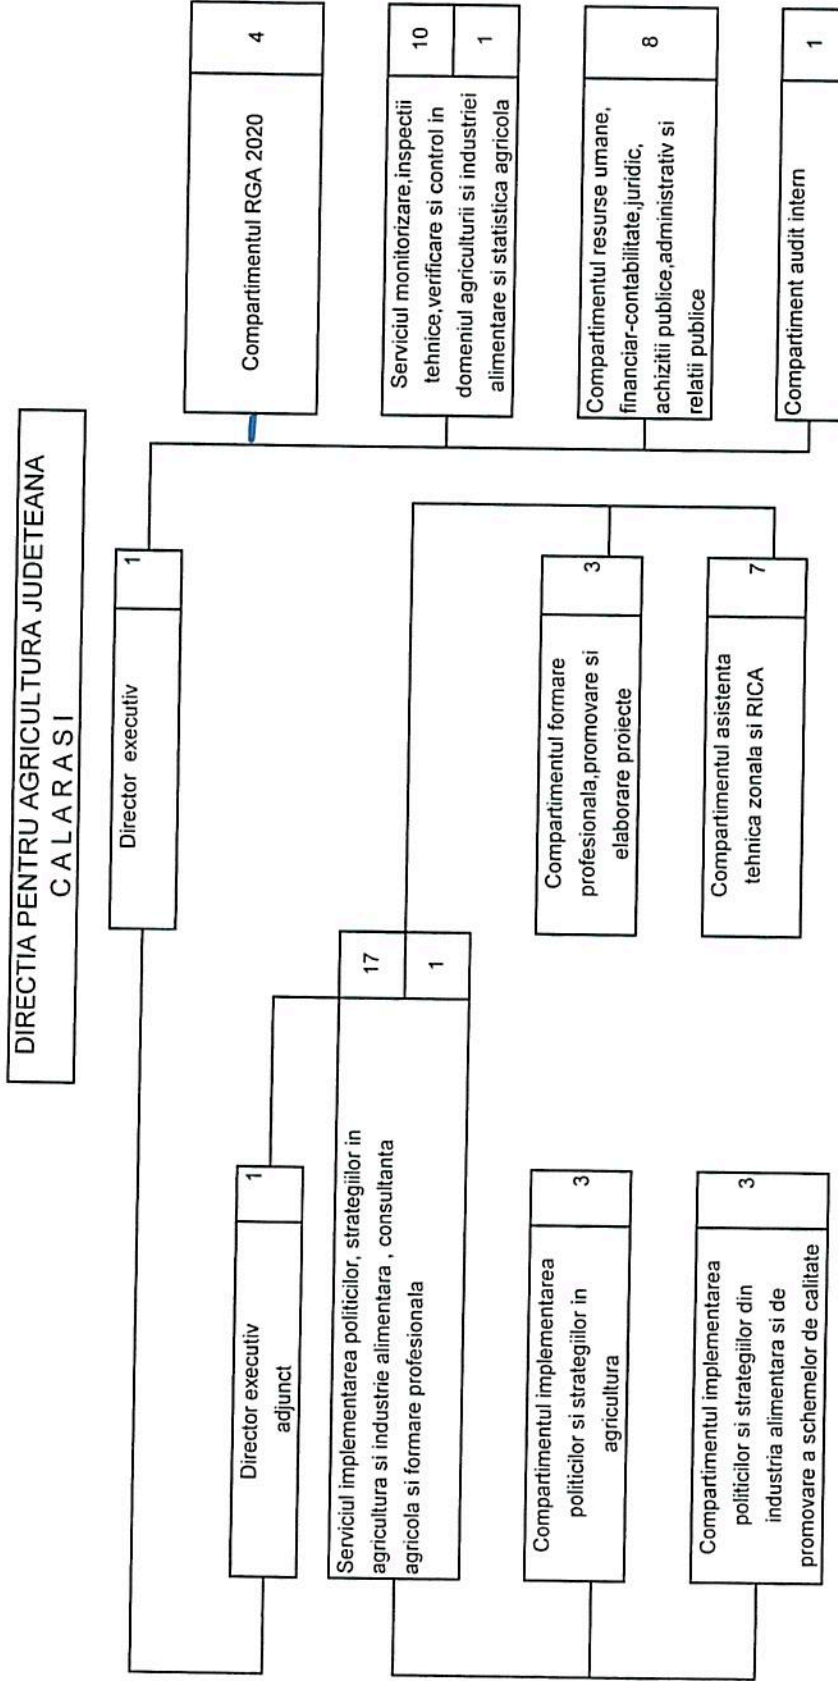 DIRECTIA PENTRU AGRICULTURA JUDETEANA
C A L A R A S I
Director executiv
1
Director executiv
adjunct
1
Serviciul implementarea politicilor, strategiilor in
agricultura si industrie alimentara , consultanta
agricola si formare profesionala
17
1
Compartimentul implementarea
politicilor si strategiilor in
agricultura
3
Compartimentul implementarea
politicilor si strategiilor din
industria alimentara si de
promovare a schemelor de calitate
3
Compartimentul formare
profesionala,promovare si
elaborare proiecte
3
Compartimentul asistenta
tehnica zonala si RICA
7
Compartimentul RGA 2020
4
Serviciul monitorizare,inspectii
tehnice,verificare si control in
domeniul agriculturii si industriei
alimentare si statistica agricola
10
1
Compartimentul resurse umane,
financiar-contabilitate,juridic,
achizitii publice,administrativ si
relatii publice
8
Compartiment audit intern
1